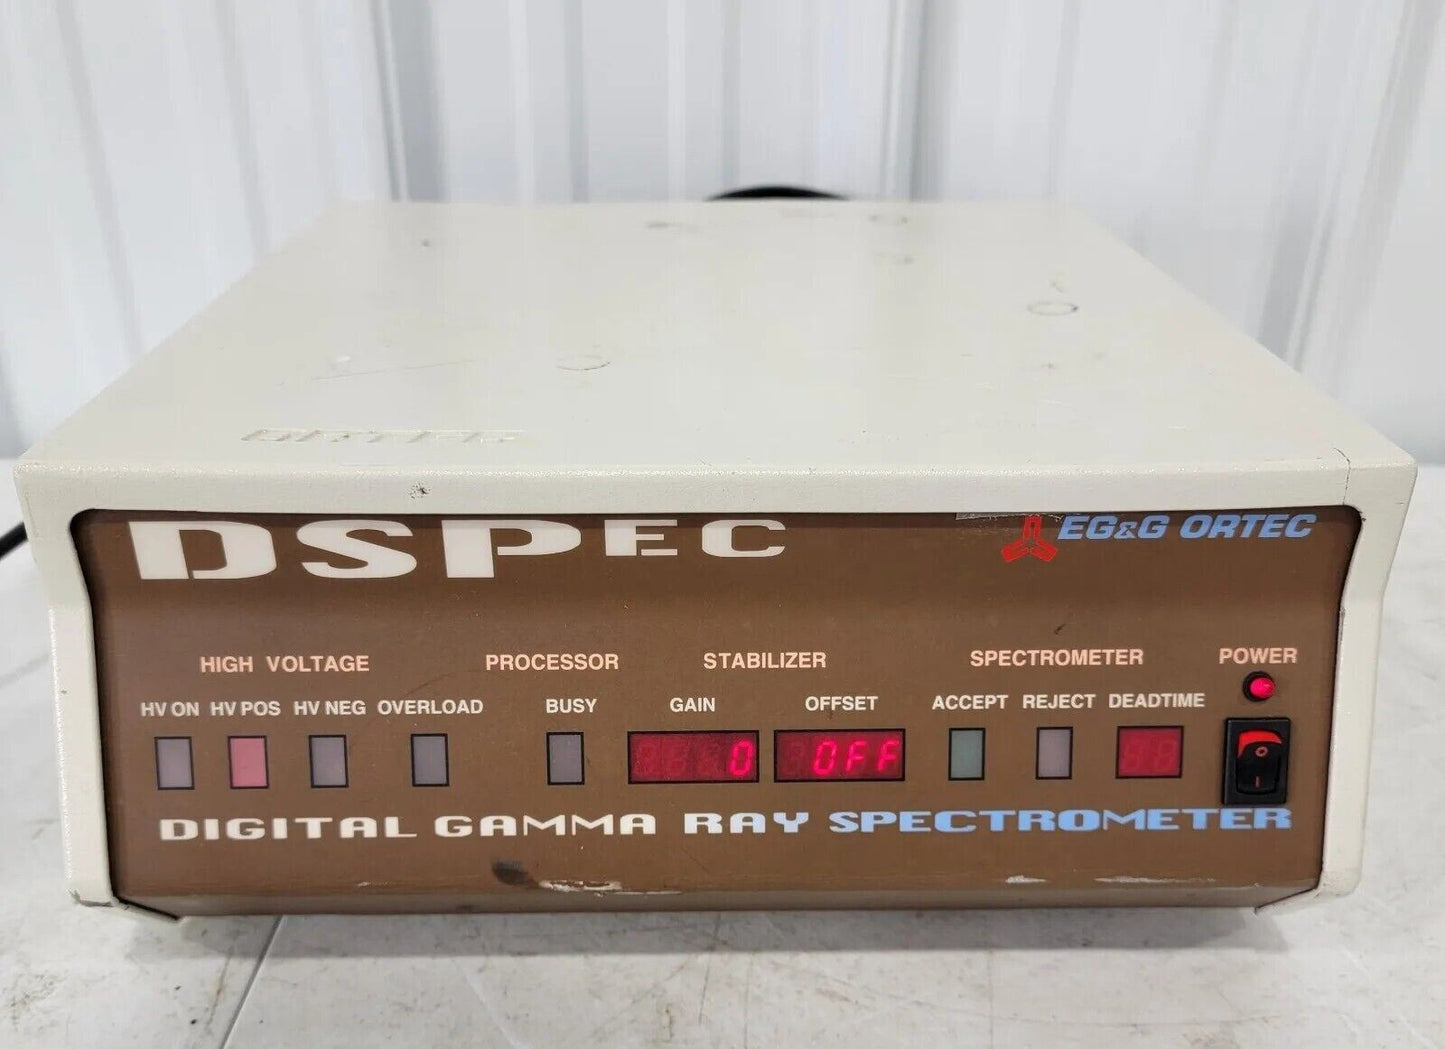 ORTEC
DSPEC
EG&G ORTEC
HIGH VOLTAGE PROCESSOR STABILIZER SPECTROMETER POWER
HV ON HV POS HV NEG OVERLOAD BUSY GAIN OFFSET ACCEPT REJECT DEADTIME
0 OFF
O I
DIGITAL GAMMA RAY SPECTROMETER